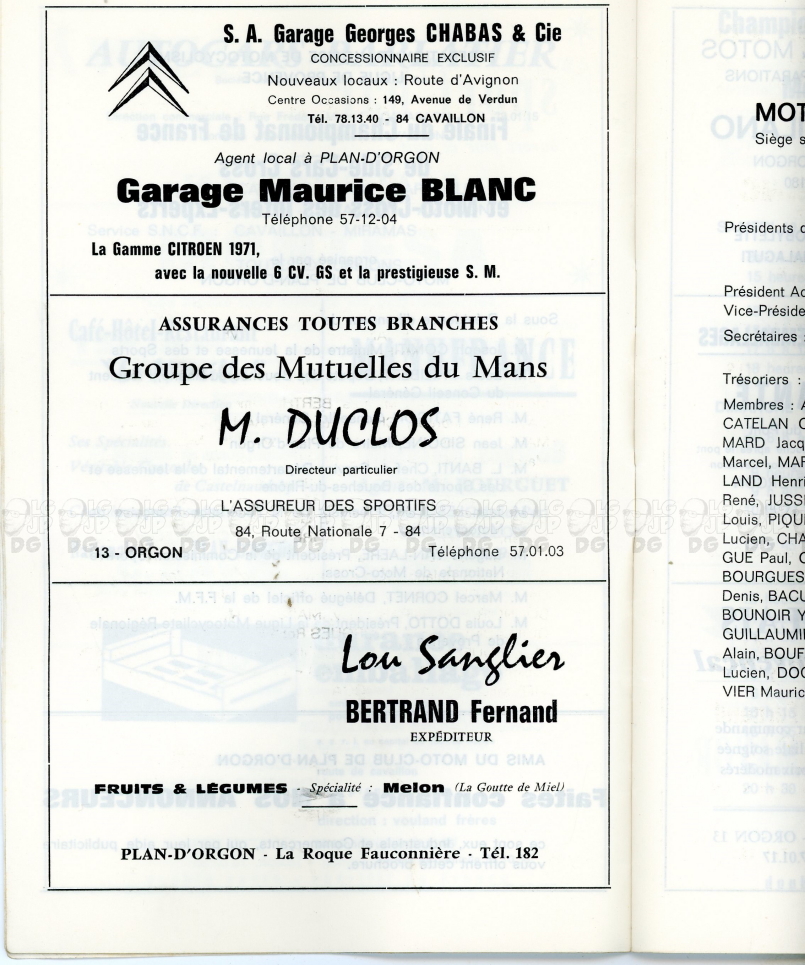 S. A. Garage Georges CHABAS & Cie
CONCESSIONNAIRE EXCLUSIF
Nouveaux locaux : Route d'Avignon
Centre Occasions : 149, Avenue de Verdun
Tél. 78.13.40 - 84 CAVAILLON
Agent local à PLAN-D'ORGON
Garage Maurice BLANC
Téléphone 57-12-04
La Gamme CITROEN 1971,
avec la nouvelle 6 CV. GS et la prestigieuse S. M.
ASSURANCES TOUTES BRANCHES
Groupe des Mutuelles du Mans
M. DUCLOS
Directeur particulier
L'ASSUREUR DES SPORTIFS
84, Route Nationale 7 - 84
13 - ORGON Téléphone 57.01.03
Lou Sanglier
BERTRAND Fernand
EXPÉDITEUR
FRUITS & LÉGUMES - Spécialité : Melon (La Goutte de Miel)
PLAN-D'ORGON - La Roque Fauconnière - Tél. 182
MOT
Siège s
Présidents
Président
Vice-Préside
Secrétaires :
Trésoriers :
Membres :
CATELAN
MARD Jacq
Marcel, MAR
LAND Henri
René, JUSS
Louis, PIQU
Lucien, CHA
GUE Paul,
BOURGUES
Denis, BACU
BOUNOIR Y
GUILLAUMI
Alain, BOUF
Lucien, DOC
VIER Mauric